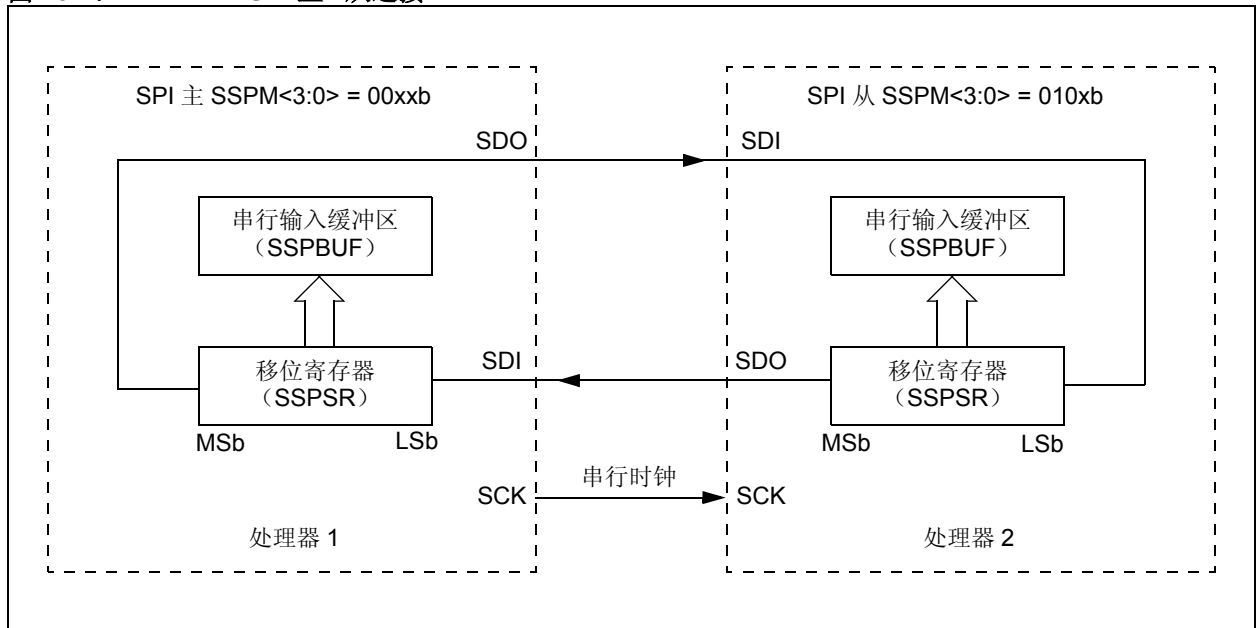 SPI 主 SSPM<3:0> = 00xxb
SPI 从 SSPM<3:0> = 010xb
SDO
SDI
串行输入缓冲区
（SSPBUF）
串行输入缓冲区
（SSPBUF）
移位寄存器
（SSPSR）
SDI
SDO
移位寄存器
（SSPSR）
MSb
LSb
MSb
LSb
串行时钟
SCK
SCK
处理器 1
处理器 2